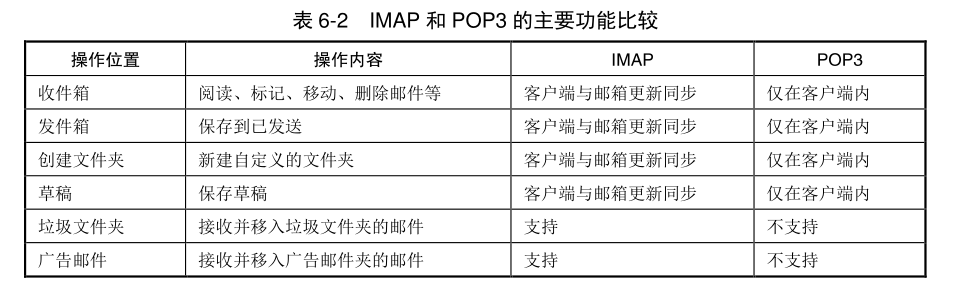 表 6-2 IMAP 和 POP3 的主要功能比较
操作位置 操作内容 IMAP POP3
收件箱 阅读、标记、移动、删除邮件等 客户端与邮箱更新同步 仅在客户端内
发件箱 保存到已发送 客户端与邮箱更新同步 仅在客户端内
创建文件夹 新建自定义的文件夹 客户端与邮箱更新同步 仅在客户端内
草稿 保存草稿 客户端与邮箱更新同步 仅在客户端内
垃圾文件夹 接收并移入垃圾文件夹的邮件 支持 不支持
广告邮件 接收并移入广告邮件夹的邮件 支持 不支持